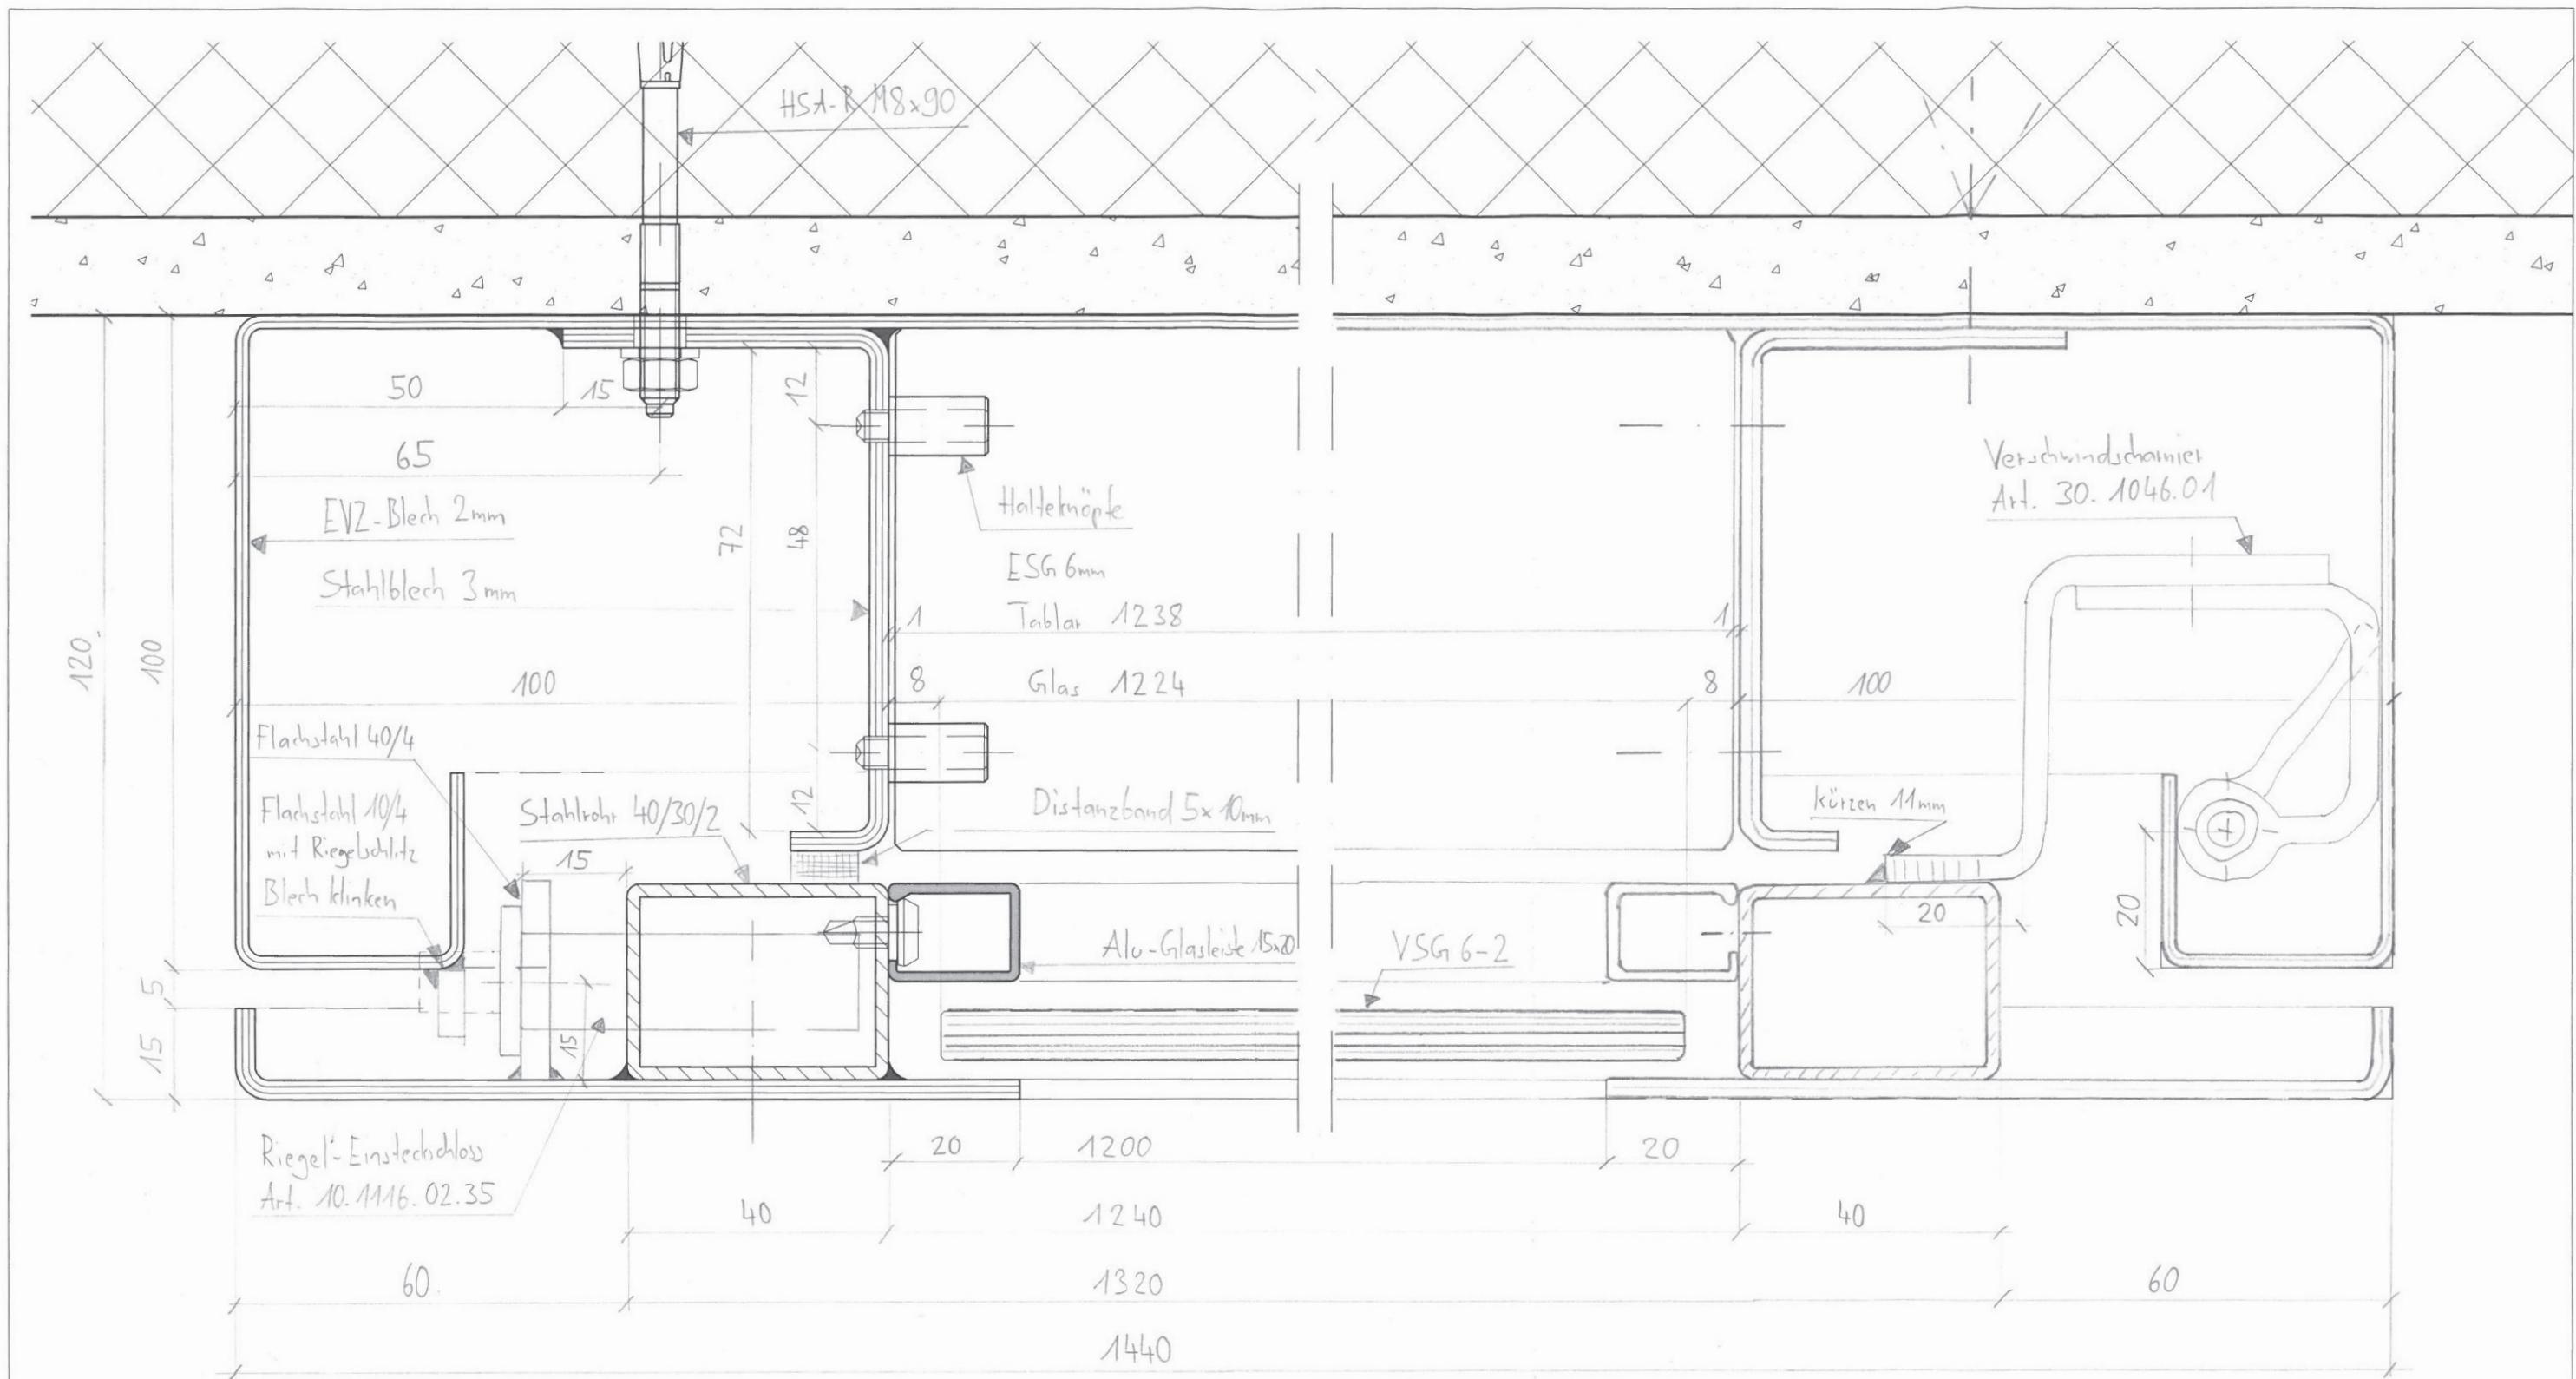 HSA-R M8x90
50
15
12
65
EVZ-Blech 2mm
Stahlblech 3mm
72
48
Halteknöpfe
ESG 6mm
Tablar 1238
1
1
Verschwindscharnier
Art. 30.1046.01
120
100
100
8
Glas 1224
8
100
Flachstahl 40/4
Flachstahl 10/4
mit Riegelschlitz
Blech klinken
Stahlrohr 40/30/2
15
12
Distanzband 5x10mm
kürzen 11mm
20
20
Alu-Glasleiste 15x20
VSG 6-2
5
15
15
Riegel-Einsteckschloss
Art. 10.1116.02.35
20
1200
20
40
1240
40
60
1320
60
1440